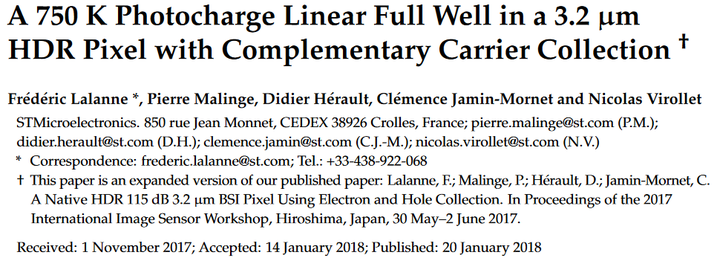 A 750 K Photocharge Linear Full Well in a 3.2 μm
HDR Pixel with Complementary Carrier Collection †
Frédéric Lalanne *, Pierre Malinge, Didier Hérault, Clémence Jamin-Mornet and Nicolas Virollet
STMicroelectronics. 850 rue Jean Monnet, CEDEX 38926 Crolles, France; pierre.malinge@st.com (P.M.);
didier.herault@st.com (D.H.); clemence.jamin@st.com (C.J.-M.); nicolas.virollet@st.com (N.V.)
* Correspondence: frederic.lalanne@st.com; Tel.: +33-438-922-068
† This paper is an expanded version of our published paper: Lalanne, F.; Malinge, P.; Hérault, D.; Jamin-Mornet, C.
A Native HDR 115 dB 3.2 μm BSI Pixel Using Electron and Hole Collection. In Proceedings of the 2017
International Image Sensor Workshop, Hiroshima, Japan, 30 May–2 June 2017.
Received: 1 November 2017; Accepted: 14 January 2018; Published: 20 January 2018